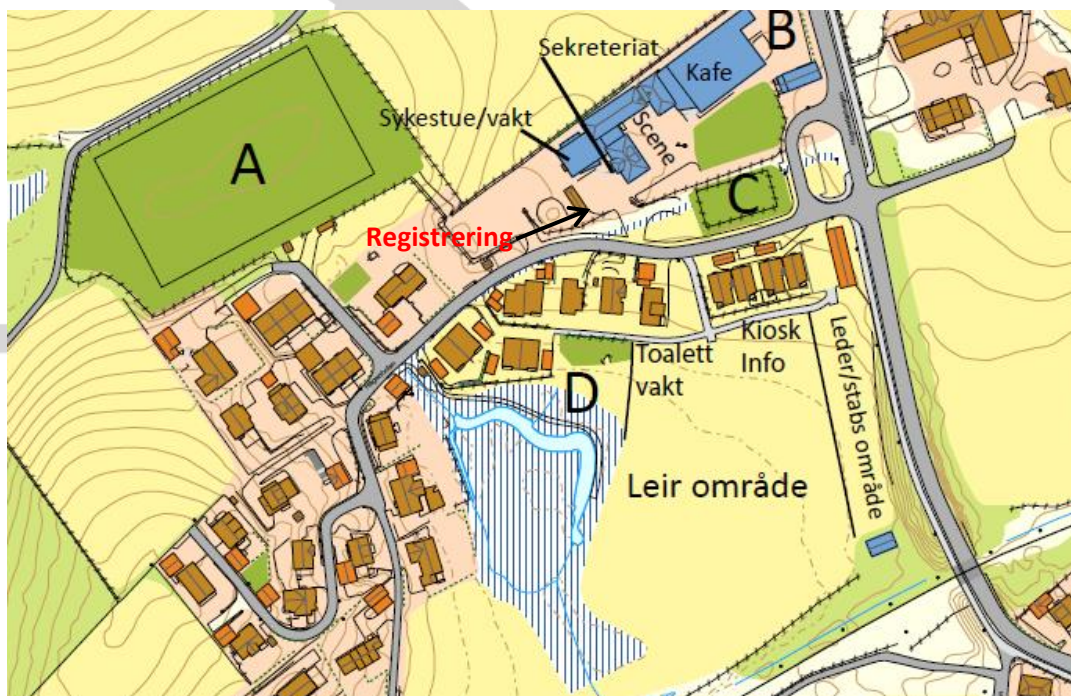 B
Sekreteriat
Kafe
Sykestue/vakt
Scene
A
C
Registrering
Kiosk
Info
Toalett
vakt
D
Leder/stabs område
Leir område